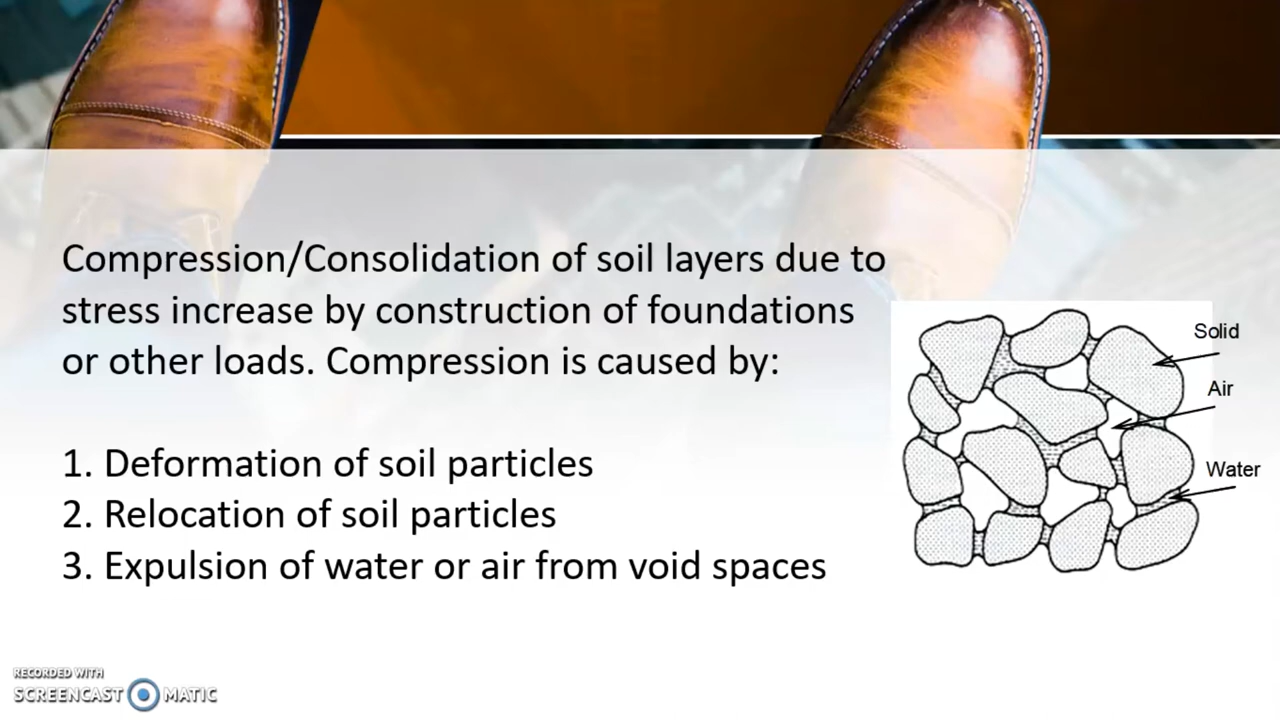 Compression/Consolidation of soil layers due to
stress increase by construction of foundations
or other loads. Compression is caused by:
1. Deformation of soil particles
2. Relocation of soil particles
3. Expulsion of water or air from void spaces
Solid
Air
Water
RECORDED WITH
SCREENCAST MATIC